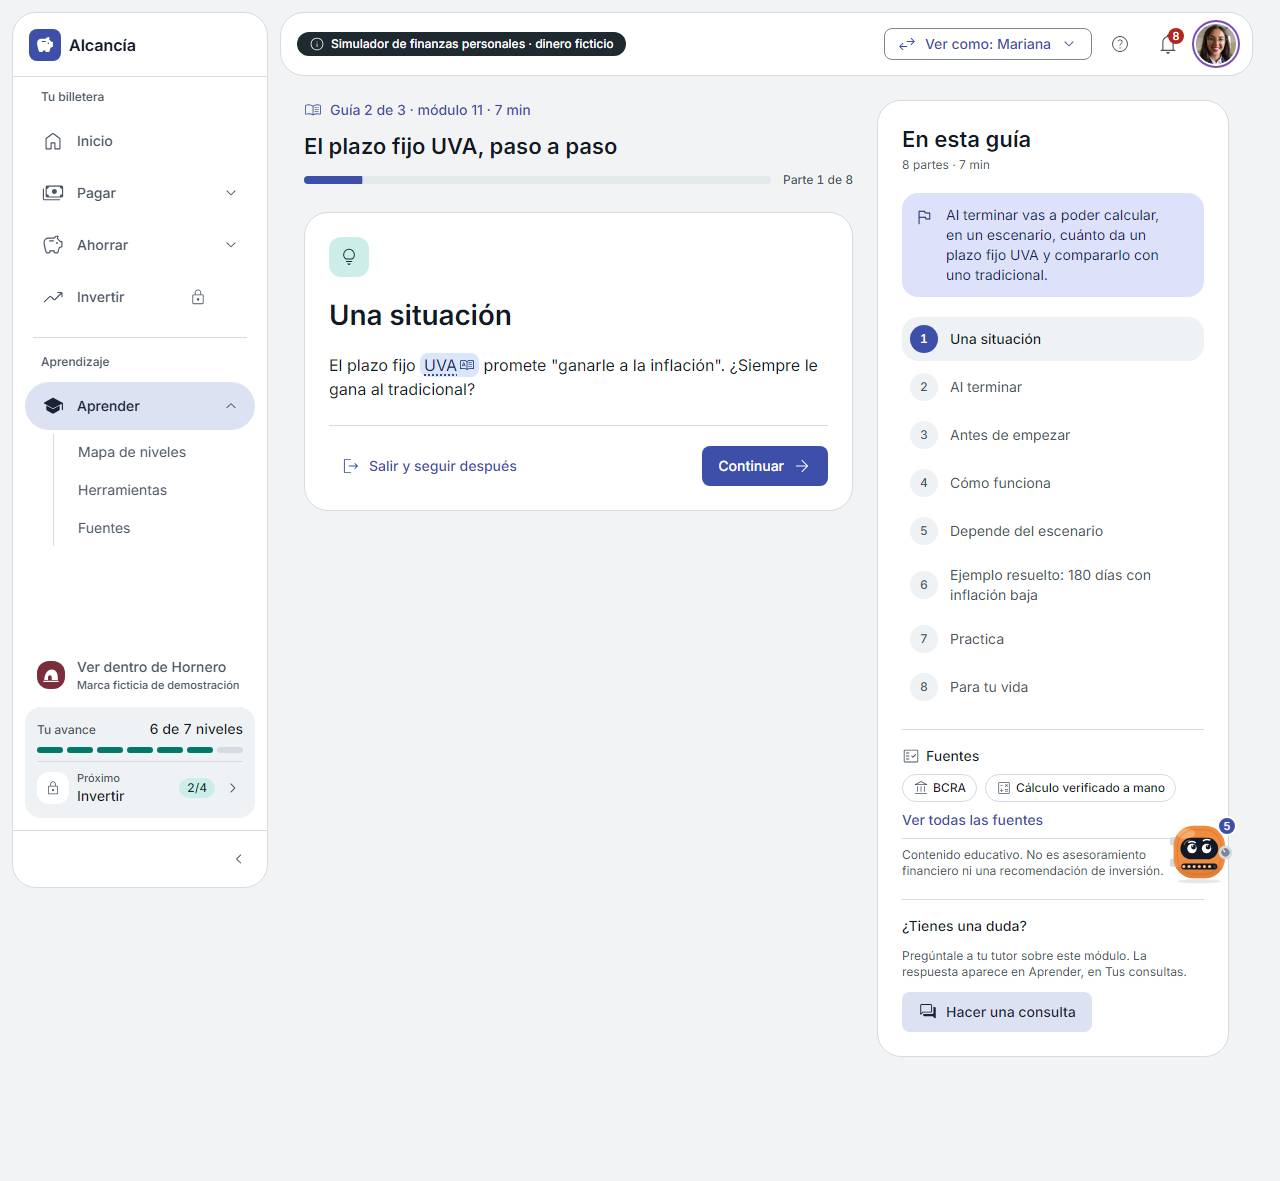 Alcancía
Tu billetera
Inicio
Pagar
Ahorrar
Invertir
Aprendizaje
Aprender
Mapa de niveles
Herramientas
Fuentes
Ver dentro de Hornero
Marca ficticia de demostración
Tu avance 6 de 7 niveles
Próximo
Invertir
2/4
Simulador de finanzas personales · dinero ficticio
Ver como: Mariana
8
Guía 2 de 3 · módulo 11 · 7 min
El plazo fijo UVA, paso a paso
Parte 1 de 8
Una situación
El plazo fijo UVA promete "ganarle a la inflación". ¿Siempre le
gana al tradicional?
Salir y seguir después
Continuar
En esta guía
8 partes · 7 min
Al terminar vas a poder calcular,
en un escenario, cuánto da un
plazo fijo UVA y compararlo con
uno tradicional.
1 Una situación
2 Al terminar
3 Antes de empezar
4 Cómo funciona
5 Depende del escenario
6 Ejemplo resuelto: 180 días con
inflación baja
7 Practica
8 Para tu vida
Fuentes
BCRA
Cálculo verificado a mano
Ver todas las fuentes
5
Contenido educativo. No es asesoramiento
financiero ni una recomendación de inversión.
¿Tienes una duda?
Pregúntale a tu tutor sobre este módulo. La
respuesta aparece en Aprender, en Tus consultas.
Hacer una consulta